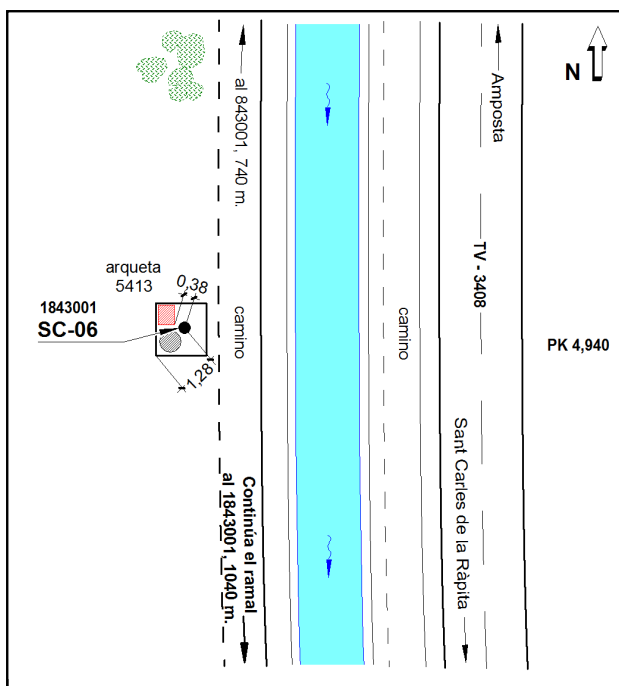 N
Amposta
al 843001, 740 m.
TV - 3408
arqueta
5413
0,38
1843001
SC-06
camino
camino
PK 4,940
1,28
Sant Carles de la Ràpita
Continúa el ramal
al 1843001, 1040 m.